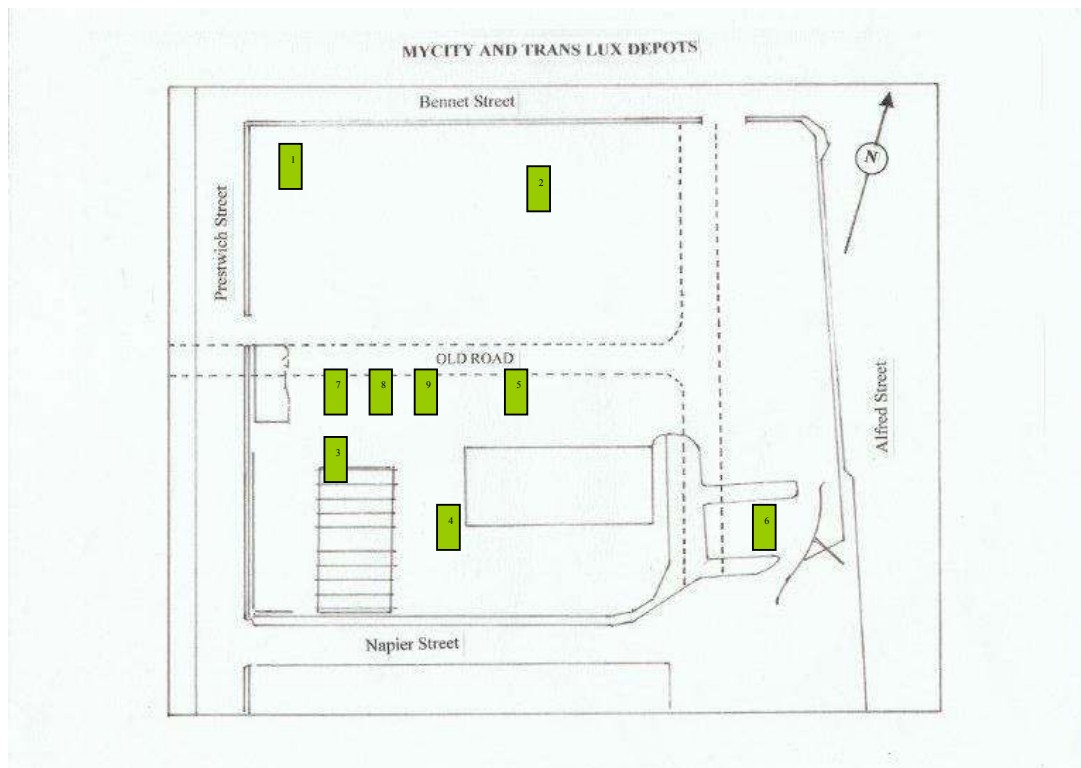 MYCITY AND TRANS LUX DEPOTS
Bennet Street
N
1
2
Prestwich Street
OLD ROAD
7
8
9
5
Alfred Street
3
4
6
Napier Street